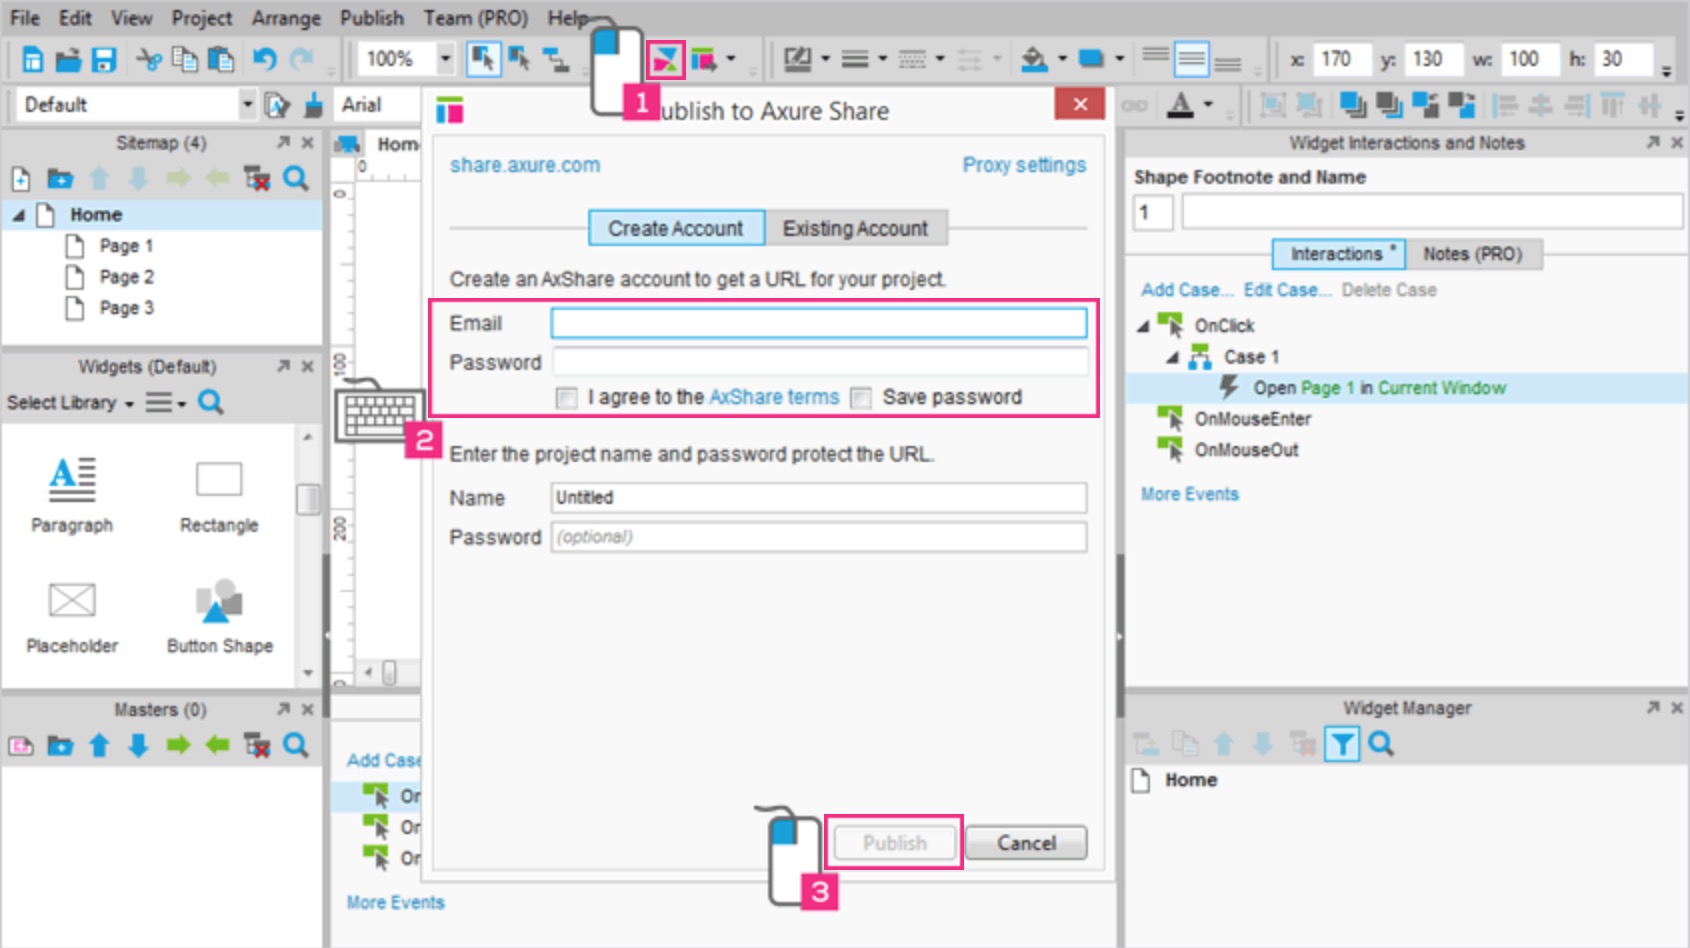 File Edit View Project Arrange Publish Team (PRO) Help
100% x: 170 y: 130 w: 100 h: 30
1
Default Arial
ublish to Axure Share
Sitemap (4)
Home
Page 1
Page 2
Page 3
Widgets (Default)
Select Library
Paragraph Rectangle
Placeholder Button Shape
Masters (0)
Hom
0
0
100
200
share.axure.com Proxy settings
Create Account Existing Account
Create an AxShare account to get a URL for your project.
Email
Password
I agree to the AxShare terms Save password
2
Enter the project name and password protect the URL.
Name Untitled
Password (optional)
Publish Cancel
3
Add Case
On
On
On
More Events
Widget Interactions and Notes
Shape Footnote and Name
1
Interactions * Notes (PRO)
Add Case... Edit Case... Delete Case
OnClick
Case 1
Open Page 1 in Current Window
OnMouseEnter
OnMouseOut
More Events
Widget Manager
Home